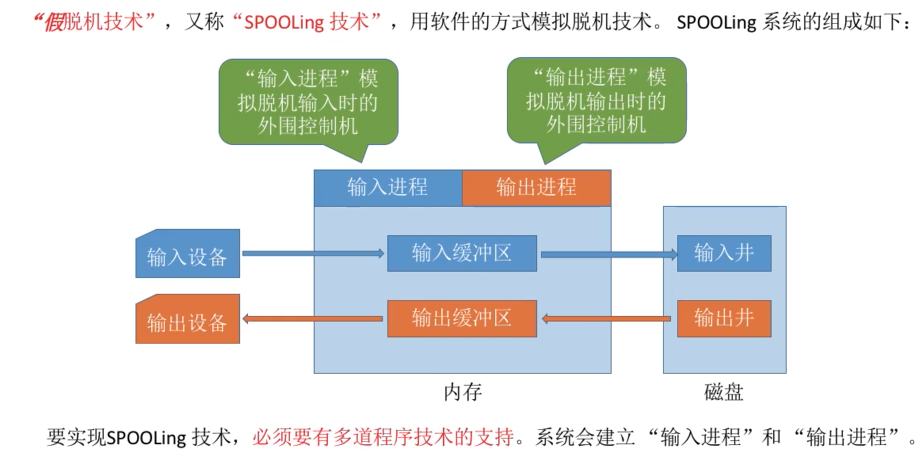 “假脱机技术”，又称“SPOOLing 技术”，用软件的方式模拟脱机技术。 SPOOLing 系统的组成如下：
“输入进程”模
拟脱机输入时的
外围控制机
“输出进程”模
拟脱机输出时的
外围控制机
输入进程
输出进程
输入设备
输入缓冲区
输入井
输出设备
输出缓冲区
输出井
内存
磁盘
要实现SPOOLing 技术，必须要有多道程序技术的支持。系统会建立 “输入进程”和 “输出进程”。